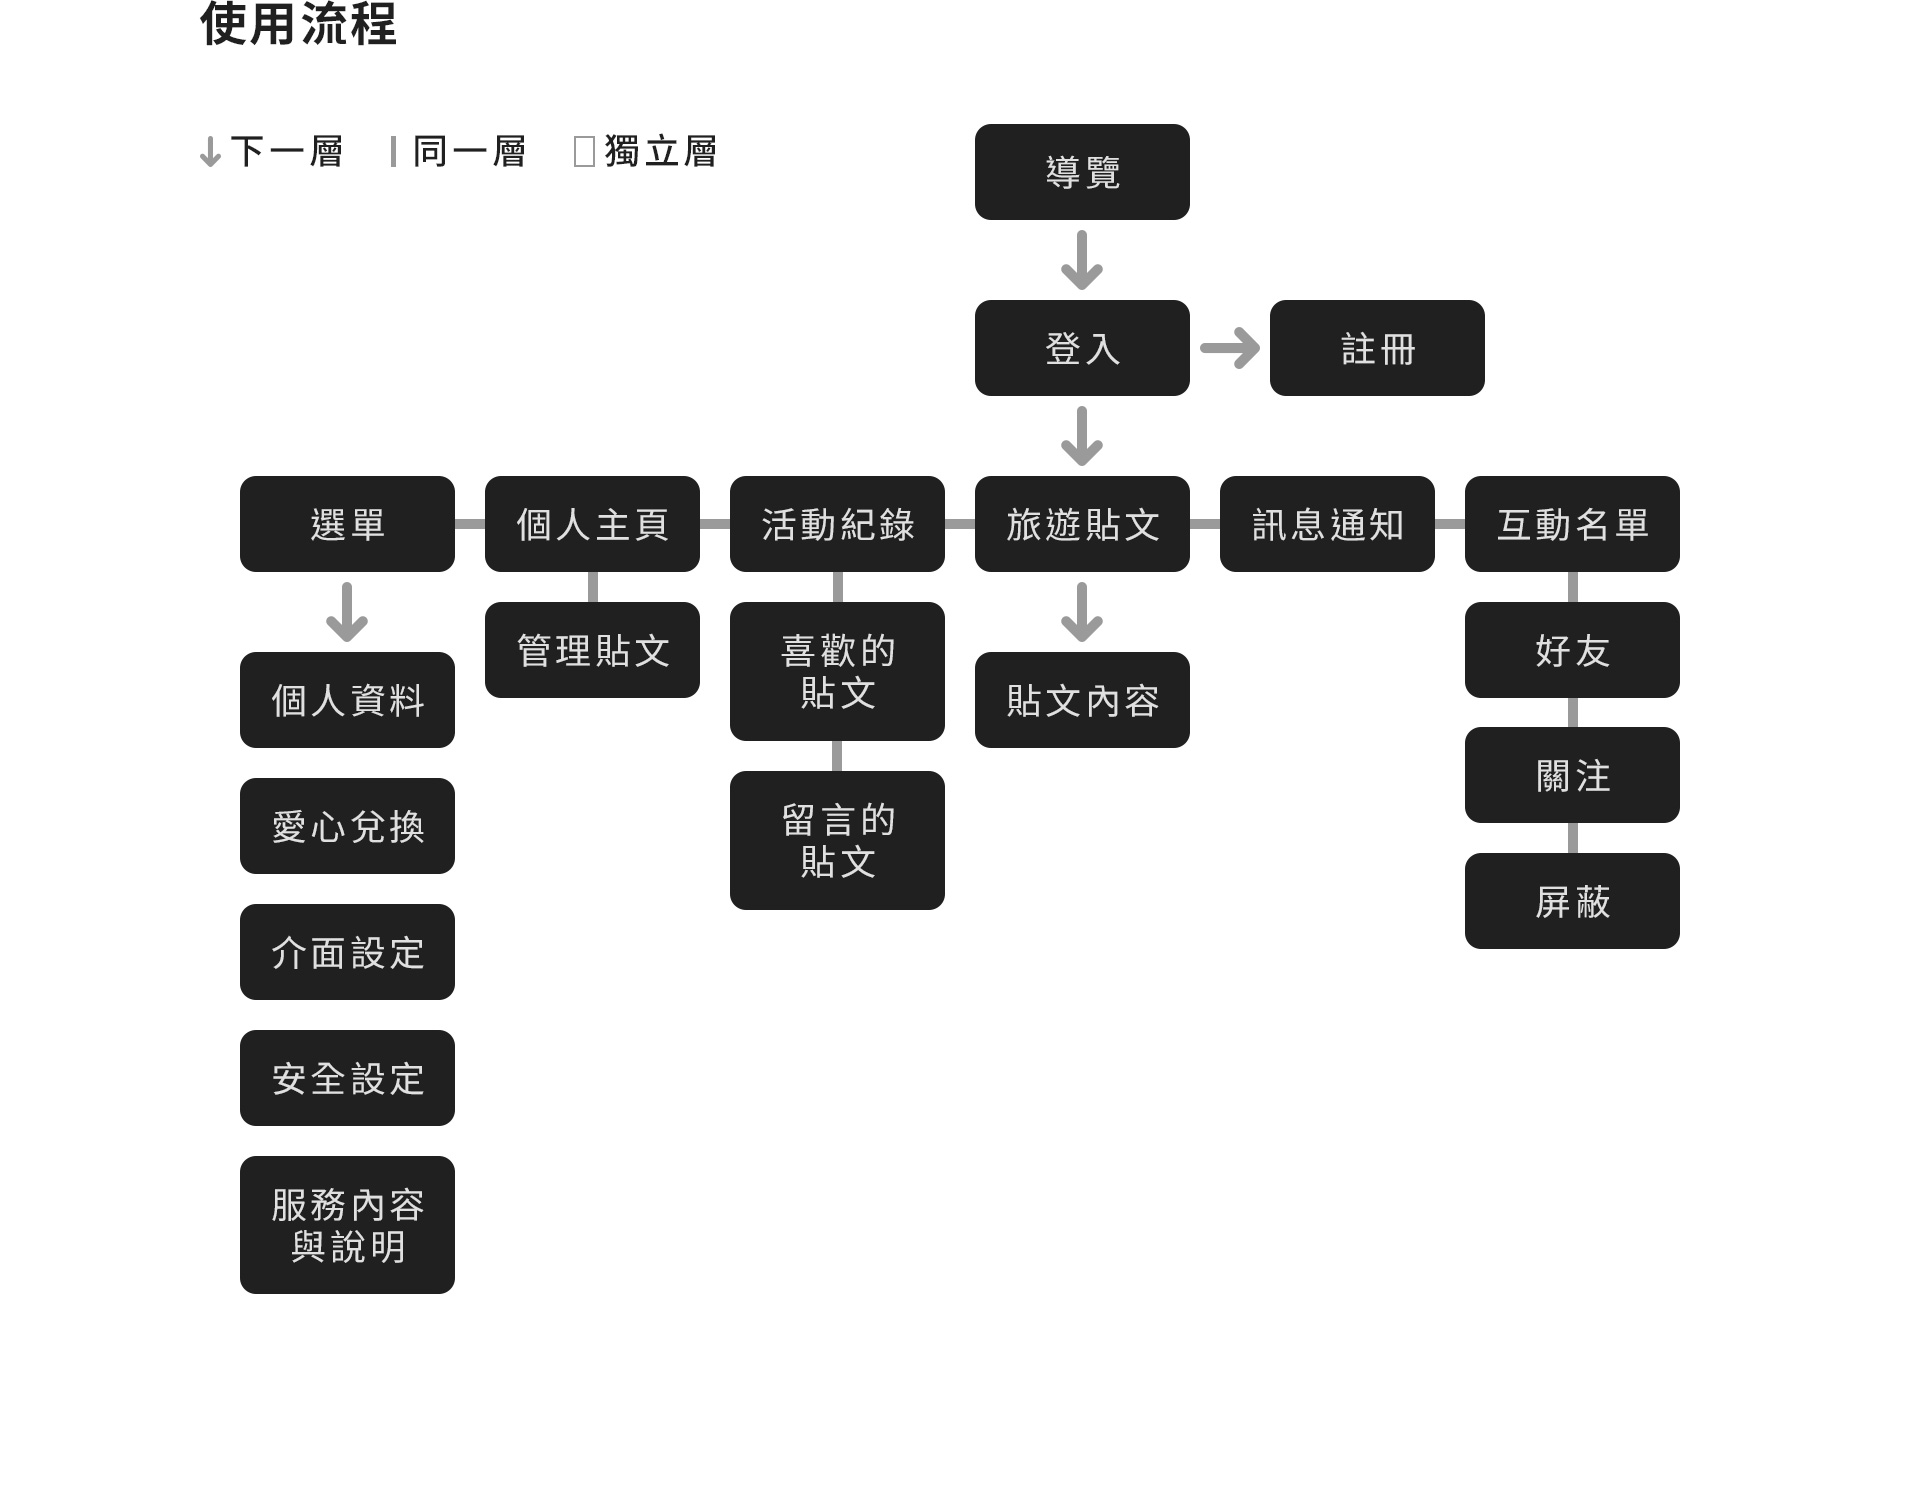 使用流程
下一層 同一層 獨立層
導覽
登入
註冊
選單
個人主頁
活動紀錄
旅遊貼文
訊息通知
互動名單
個人資料
愛心兌換
介面設定
安全設定
服務內容
與說明
管理貼文
喜歡的
貼文
留言的
貼文
貼文內容
好友
關注
屏蔽